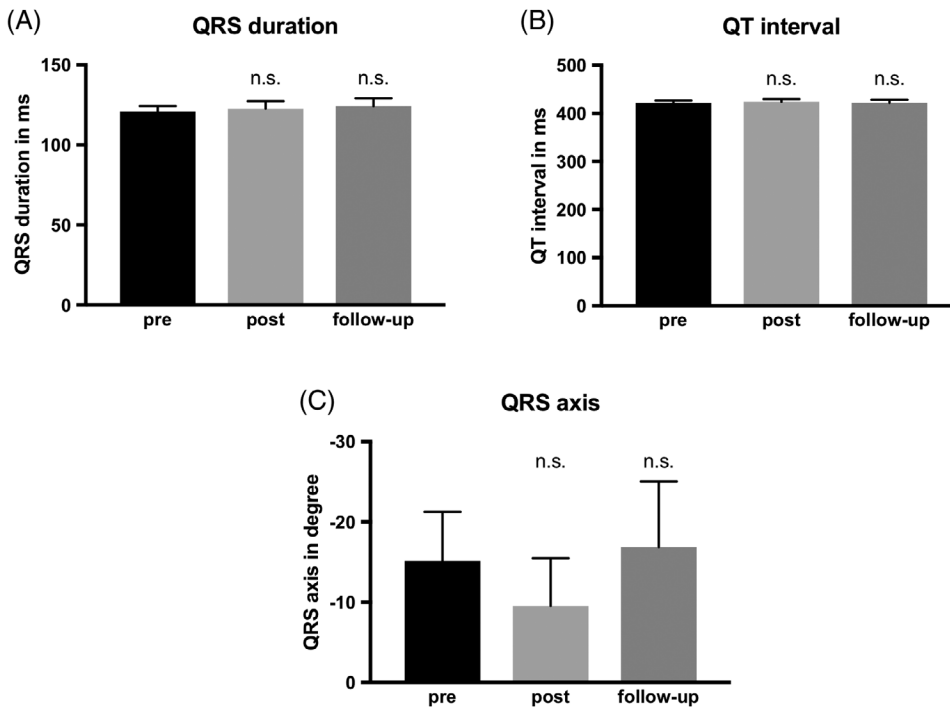 (A)
QRS duration
QRS duration in ms
150
100
50
0
n.s.
n.s.
pre
post
follow-up
(B)
QT interval
QT interval in ms
500
400
300
200
100
0
n.s.
n.s.
pre
post
follow-up
(C)
QRS axis
QRS axis in degree
-30
-20
-10
0
n.s.
n.s.
pre
post
follow-up